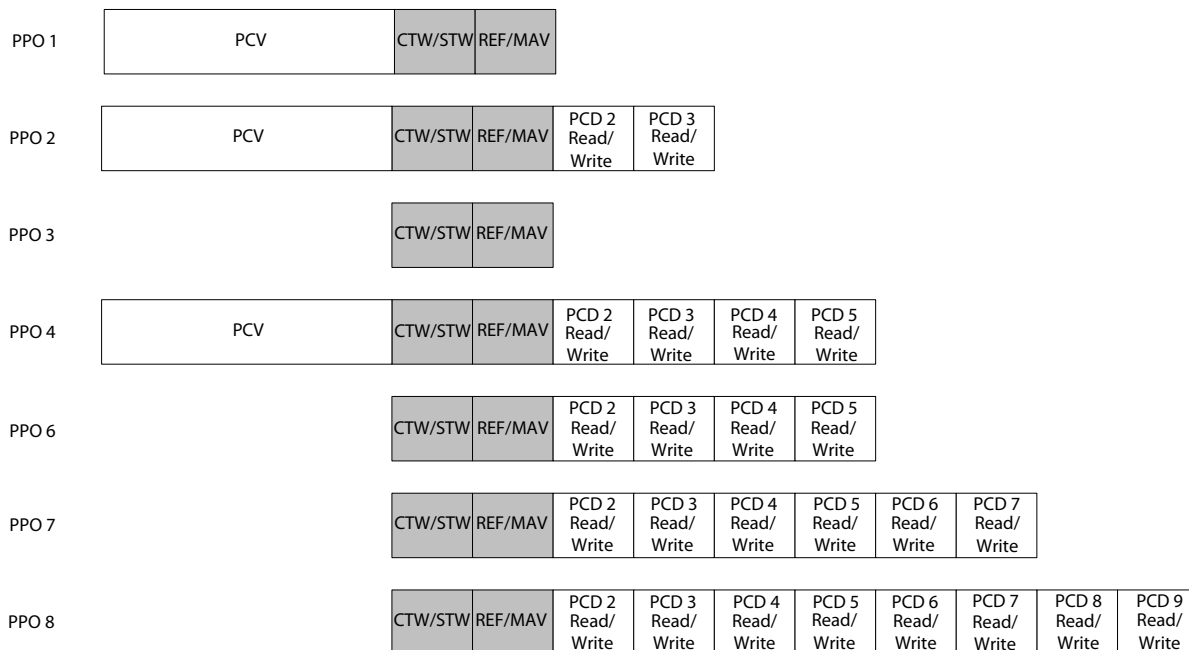 PPO 1 PCV CTW/STW REF/MAV
PPO 2 PCV CTW/STW REF/MAV PCD 2 PCD 3
Read/ Read/
Write Write
PPO 3 CTW/STW REF/MAV
PPO 4 PCV CTW/STW REF/MAV PCD 2 PCD 3 PCD 4 PCD 5
Read/ Read/ Read/ Read/
Write Write Write Write
PPO 6 CTW/STW REF/MAV PCD 2 PCD 3 PCD 4 PCD 5
Read/ Read/ Read/ Read/
Write Write Write Write
PPO 7 CTW/STW REF/MAV PCD 2 PCD 3 PCD 4 PCD 5 PCD 6 PCD 7
Read/ Read/ Read/ Read/ Read/ Read/
Write Write Write Write Write Write
PPO 8 CTW/STW REF/MAV PCD 2 PCD 3 PCD 4 PCD 5 PCD 6 PCD 7 PCD 8 PCD 9
Read/ Read/ Read/ Read/ Read/ Read/ Read/ Read/
Write Write Write Write Write Write Write Write